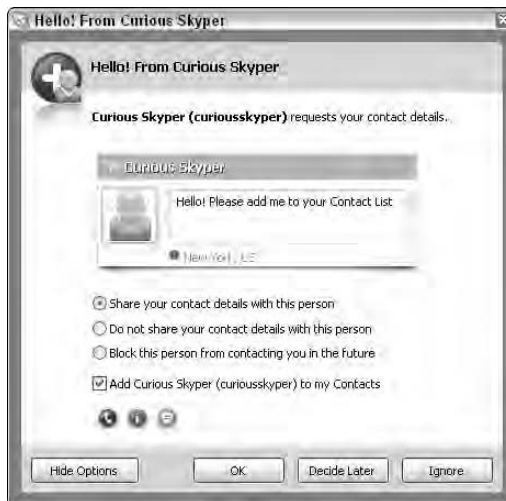 Hello! From Curious Skyper
Hello! From Curious Skyper
Curious Skyper (curiousskyper) requests your contact details.
Curious Skyper
Hello! Please add me to your Contact List
New York, US
Share your contact details with this person
Do not share your contact details with this person
Block this person from contacting you in the future
Add Curious Skyper (curiousskyper) to my Contacts
Hide Options OK Decide Later Ignore